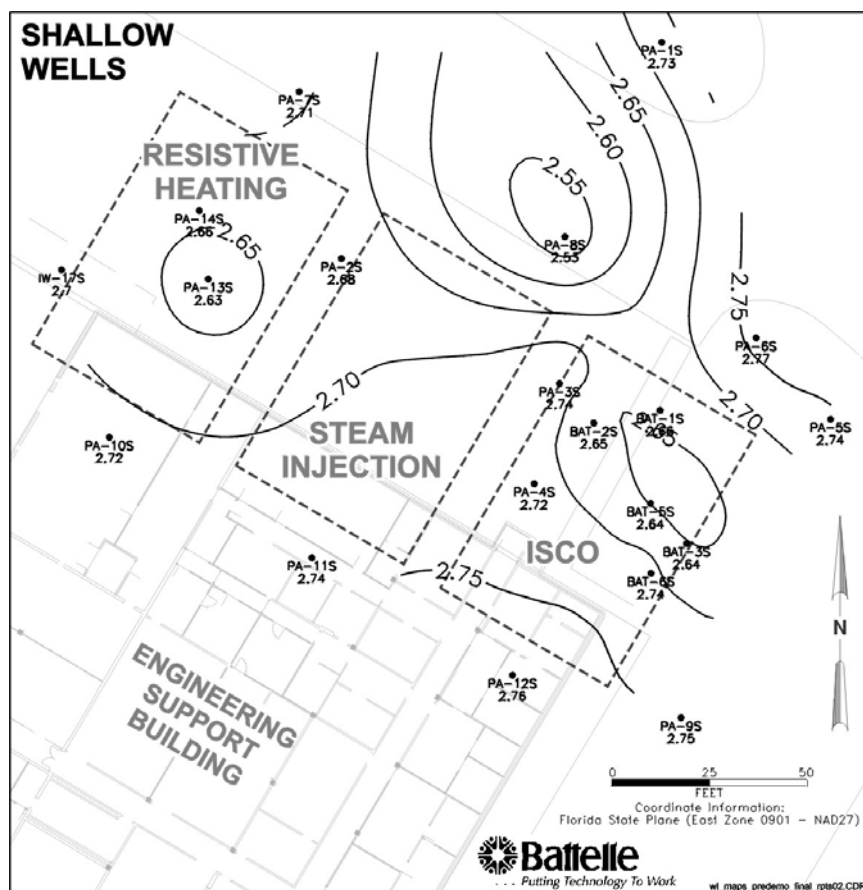 SHALLOW
WELLS
PA-1S
2.73
2.65
2.60
2.55
PA-7S
2.71
RESISTIVE
HEATING
PA-14S
2.66
2.65
PA-8S
2.53
PA-2S
2.68
IW-17S
2.7
PA-13S
2.63
2.75
PA-6S
2.77
2.70
PA-3S
2.74
2.70
BAT-1S
BAT-2S
2.65
PA-5S
2.74
PA-10S
2.72
STEAM
INJECTION
PA-4S
2.72
BAT-5S
2.64
ISCO
BAT-3S
2.64
PA-11S
2.74
2.75
BAT-6S
2.74
N
ENGINEERING
SUPPORT
BUILDING
PA-12S
2.76
PA-9S
2.75
0 25 50
FEET
Coordinate Information:
Florida State Plane (East Zone 0901 - NAD27)
Battelle
... Putting Technology To Work
wl_maps_predemo_final_rpts02.CDR